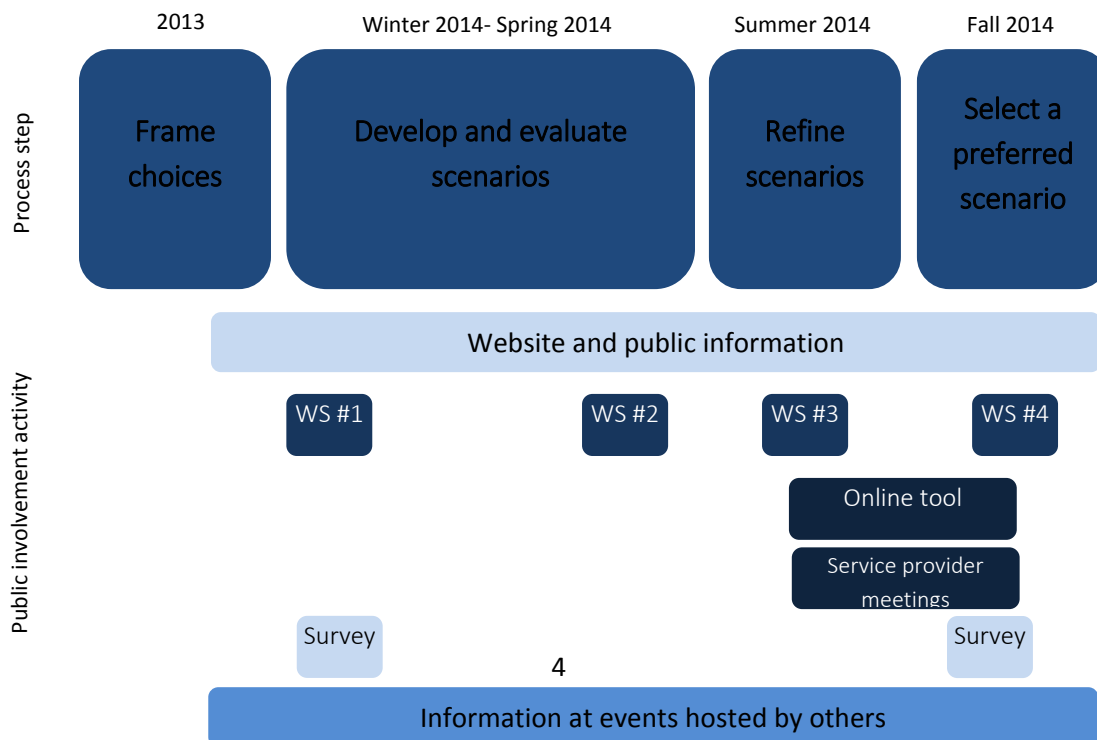 2013
Winter 2014- Spring 2014
Summer 2014
Fall 2014
Process step
Frame
choices
Develop and evaluate
scenarios
Refine
scenarios
Select a
preferred
scenario
Public involvement activity
Website and public information
WS #1
WS #2
WS #3
WS #4
Online tool
Service provider
meetings
Survey
Survey
4
Information at events hosted by others